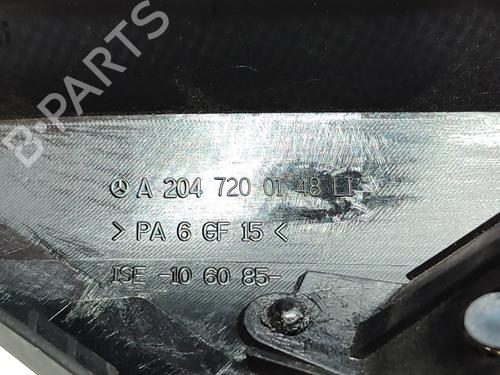 B-PARTS
A 204 720 01 48 LI
> PA 6 GF 15 <
ISE -10 60 85-